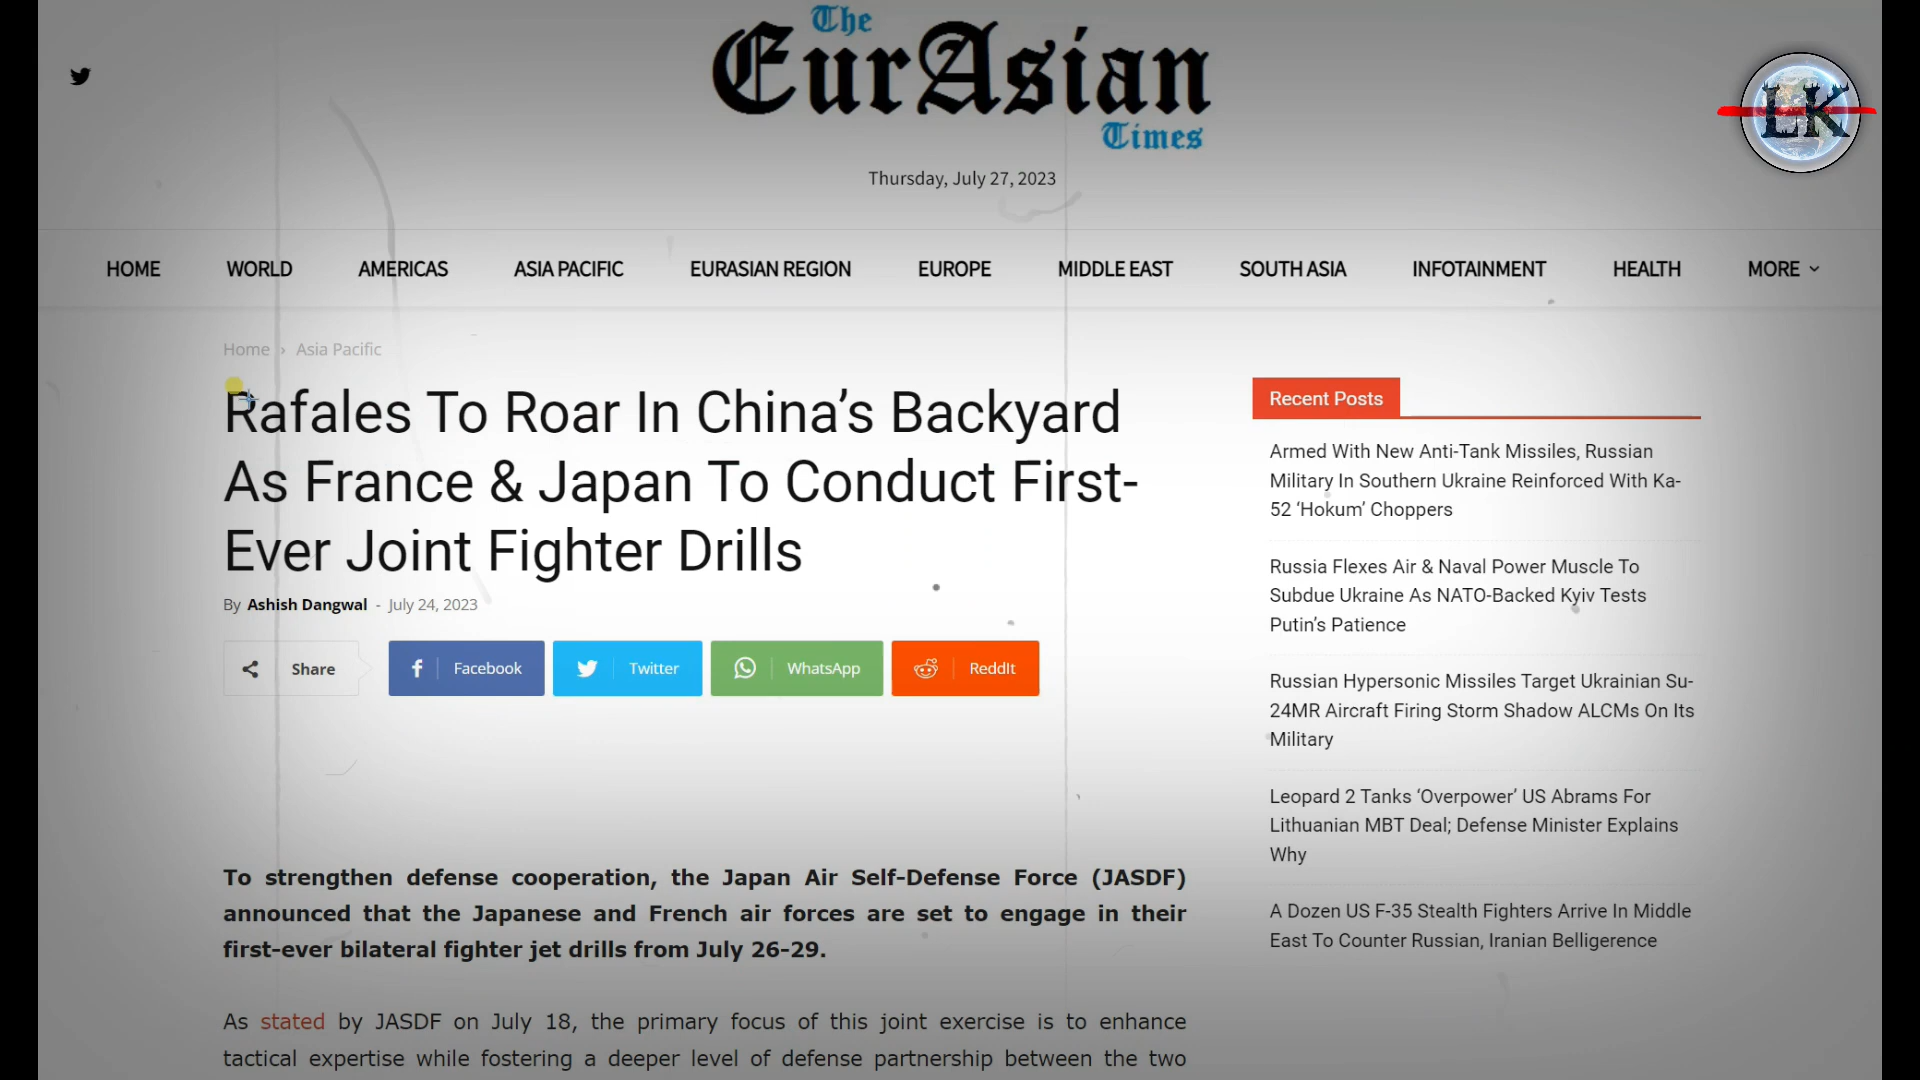 The
EurAsian
Times
LK
Thursday, July 27, 2023
HOME WORLD AMERICAS ASIA PACIFIC EURASIAN REGION EUROPE MIDDLE EAST SOUTH ASIA INFOTAINMENT HEALTH MORE
Home › Asia Pacific
Rafales To Roar In China’s Backyard
As France & Japan To Conduct First-
Ever Joint Fighter Drills
By Ashish Dangwal - July 24, 2023
Share Facebook Twitter WhatsApp ReddIt
To strengthen defense cooperation, the Japan Air Self-Defense Force (JASDF)
announced that the Japanese and French air forces are set to engage in their
first-ever bilateral fighter jet drills from July 26-29.
As stated by JASDF on July 18, the primary focus of this joint exercise is to enhance
tactical expertise while fostering a deeper level of defense partnership between the two
Recent Posts
Armed With New Anti-Tank Missiles, Russian
Military In Southern Ukraine Reinforced With Ka-
52 ‘Hokum’ Choppers
Russia Flexes Air & Naval Power Muscle To
Subdue Ukraine As NATO-Backed Kyiv Tests
Putin’s Patience
Russian Hypersonic Missiles Target Ukrainian Su-
24MR Aircraft Firing Storm Shadow ALCMs On Its
Military
Leopard 2 Tanks ‘Overpower’ US Abrams For
Lithuanian MBT Deal; Defense Minister Explains
Why
A Dozen US F-35 Stealth Fighters Arrive In Middle
East To Counter Russian, Iranian Belligerence